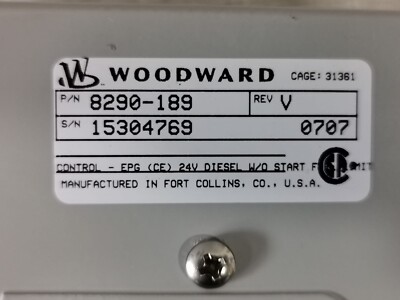 WOODWARD CAGE: 31361
P/N 8290-189 REV V
S/N 15304769 0707
CONTROL - EPG (CE) 24V DIESEL W/O START
MANUFACTURED IN FORT COLLINS, CO., U.S.A.